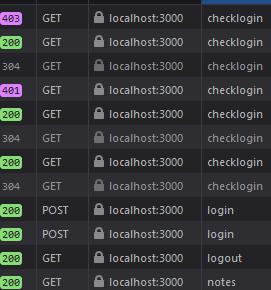 403 GET localhost:3000 checklogin
200 GET localhost:3000 checklogin
304 GET localhost:3000 checklogin
401 GET localhost:3000 checklogin
200 GET localhost:3000 checklogin
304 GET localhost:3000 checklogin
200 GET localhost:3000 checklogin
304 GET localhost:3000 checklogin
200 POST localhost:3000 login
200 POST localhost:3000 login
200 GET localhost:3000 logout
200 GET localhost:3000 notes